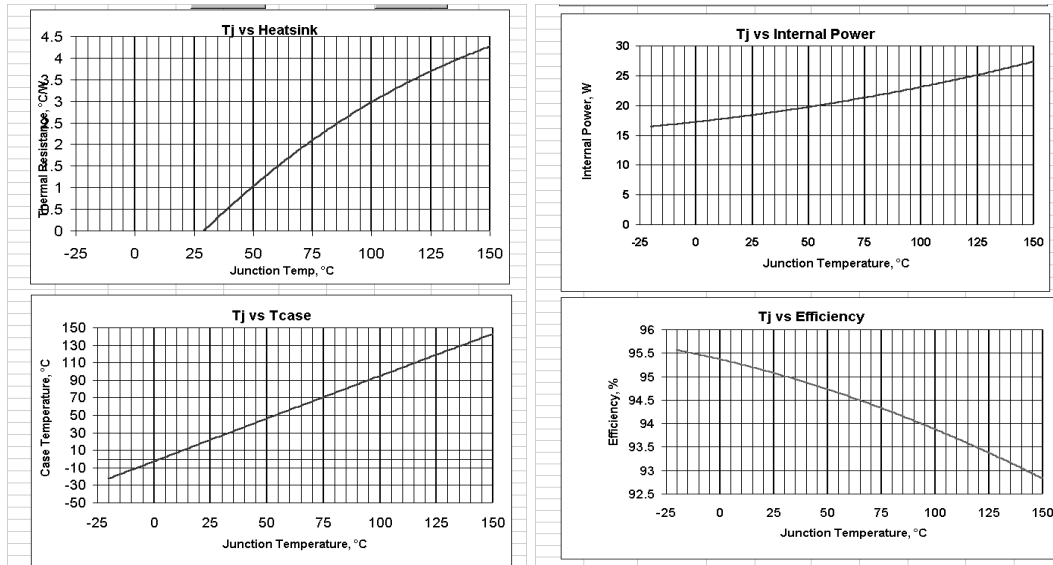 Tj vs Heatsink
4.5
4
3.5
3
2.5
2
1.5
1
0.5
0
Thermal Resistance, °C/W
-25 0 25 50 75 100 125 150
Junction Temp, °C
Tj vs Internal Power
30
25
20
15
10
5
0
Internal Power, W
-25 0 25 50 75 100 125 150
Junction Temperature, °C
Tj vs Tcase
150
130
110
90
70
50
30
10
-10
-30
-50
Case Temperature, °C
-25 0 25 50 75 100 125 150
Junction Temperature, °C
Tj vs Efficiency
96
95.5
95
94.5
94
93.5
93
92.5
Efficiency, %
-25 0 25 50 75 100 125 150
Junction Temperature, °C